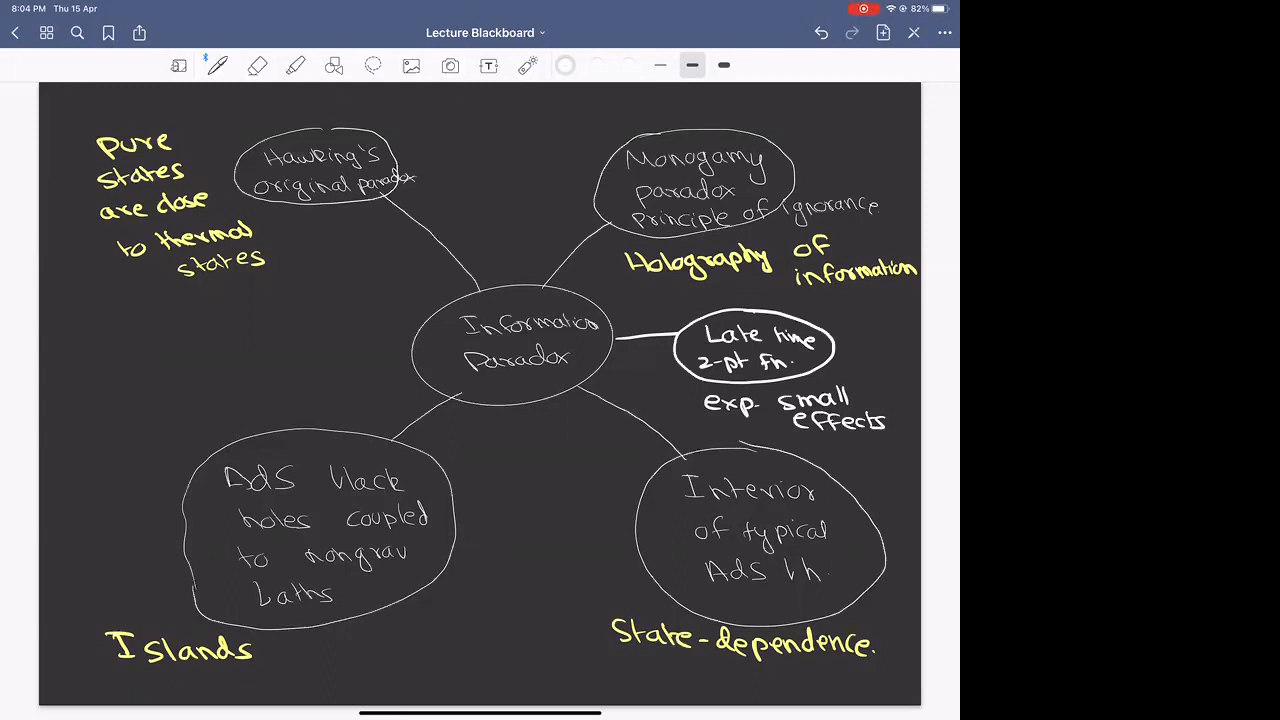 8:04 PM Thu 15 Apr
82%
Lecture Blackboard
T
pure
states
are close
to thermal
states
Hawking's
original paradox
Monogamy
paradox
principle of ignorance
Holography of
information
Information
Paradox
Late time
2-pt fn.
exp. small
effects
AdS black
holes coupled
to nongrav
baths
Islands
Interior
of typical
AdS bh.
State-dependence.